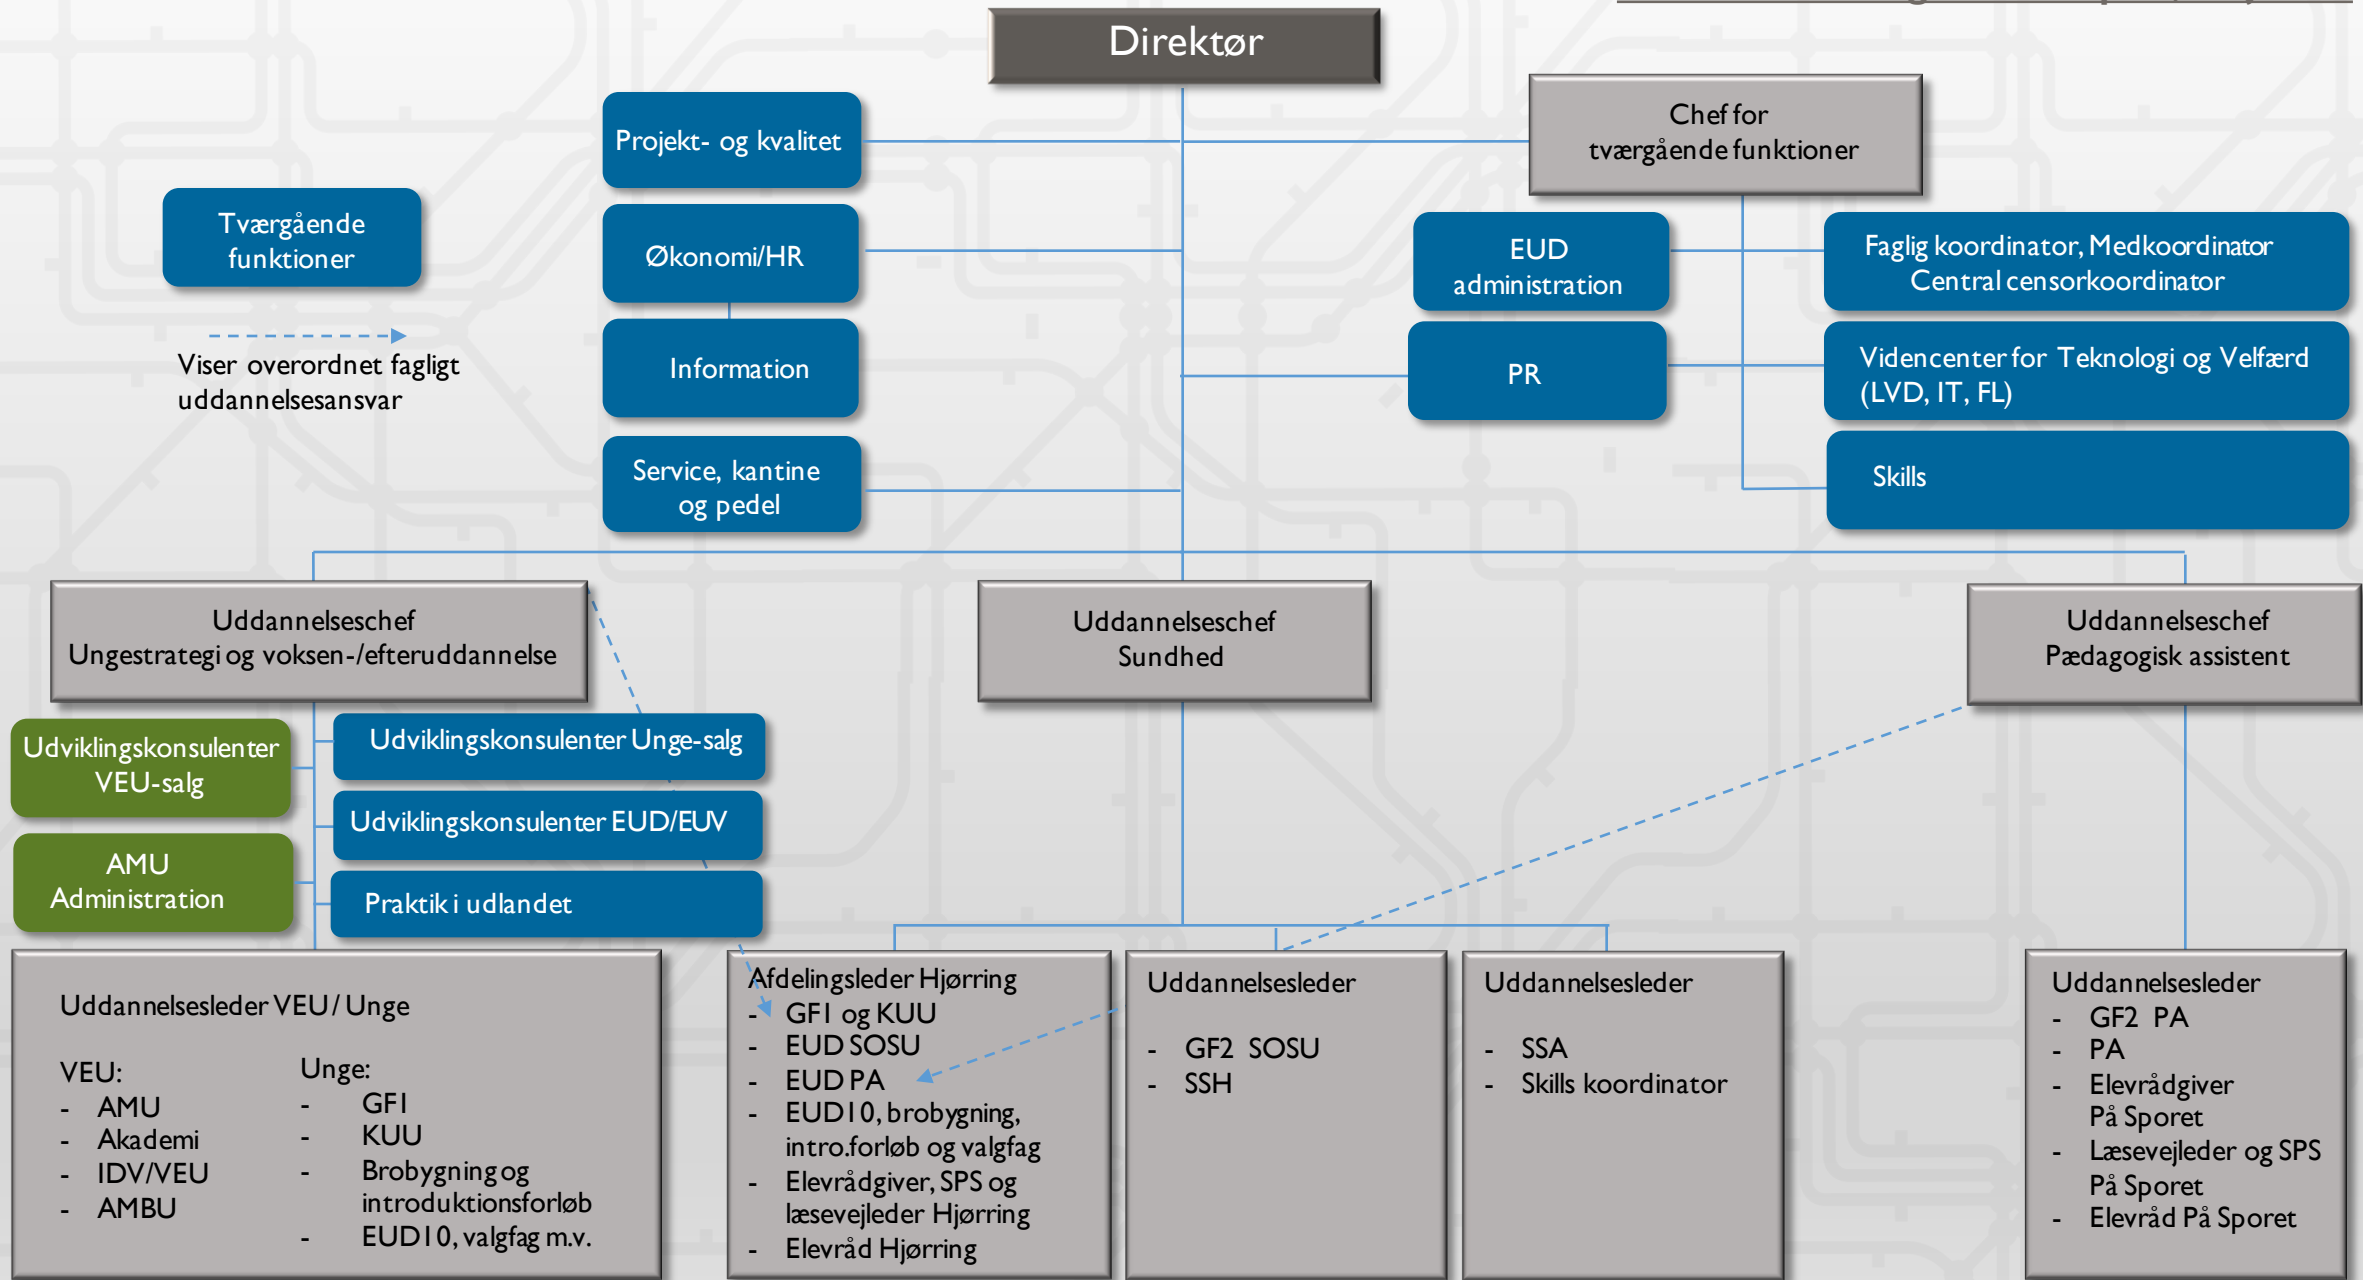 Direktør
Chef for
tværgående funktioner
Projekt- og kvalitet
Tværgående
funktioner
Økonomi/HR
EUD
administration
Faglig koordinator, Medkoordinator
Central censorkoordinator
Viser overordnet fagligt
uddannelsesansvar
Information
PR
Videncenter for Teknologi og Velfærd
(LVD, IT, FL)
Service, kantine
og pedel
Skills
Uddannelseschef
Ungestrategi og voksen-/efteruddannelse
Uddannelseschef
Sundhed
Uddannelseschef
Pædagogisk assistent
Udviklingskonsulenter
VEU-salg
Udviklingskonsulenter Unge-salg
Udviklingskonsulenter EUD/EUV
AMU
Administration
Praktik i udlandet
Uddannelsesleder VEU/ Unge
VEU:
- AMU
- Akademi
- IDV/VEU
- AMBU
Unge:
- GF1
- KUU
- Brobygning og
introduktionsforløb
- EUD10, valgfag m.v.
Afdelingsleder Hjørring
- GF1 og KUU
- EUD SOSU
- EUD PA
- EUD10, brobygning,
intro.forløb og valgfag
- Elevrådgiver, SPS og
læsevejleder Hjørring
- Elevråd Hjørring
Uddannelsesleder
- GF2 SOSU
- SSH
Uddannelsesleder
- SSA
- Skills koordinator
Uddannelsesleder
- GF2 PA
- PA
- Elevrådgiver
På Sporet
- Læsevejleder og SPS
På Sporet
- Elevråd På Sporet